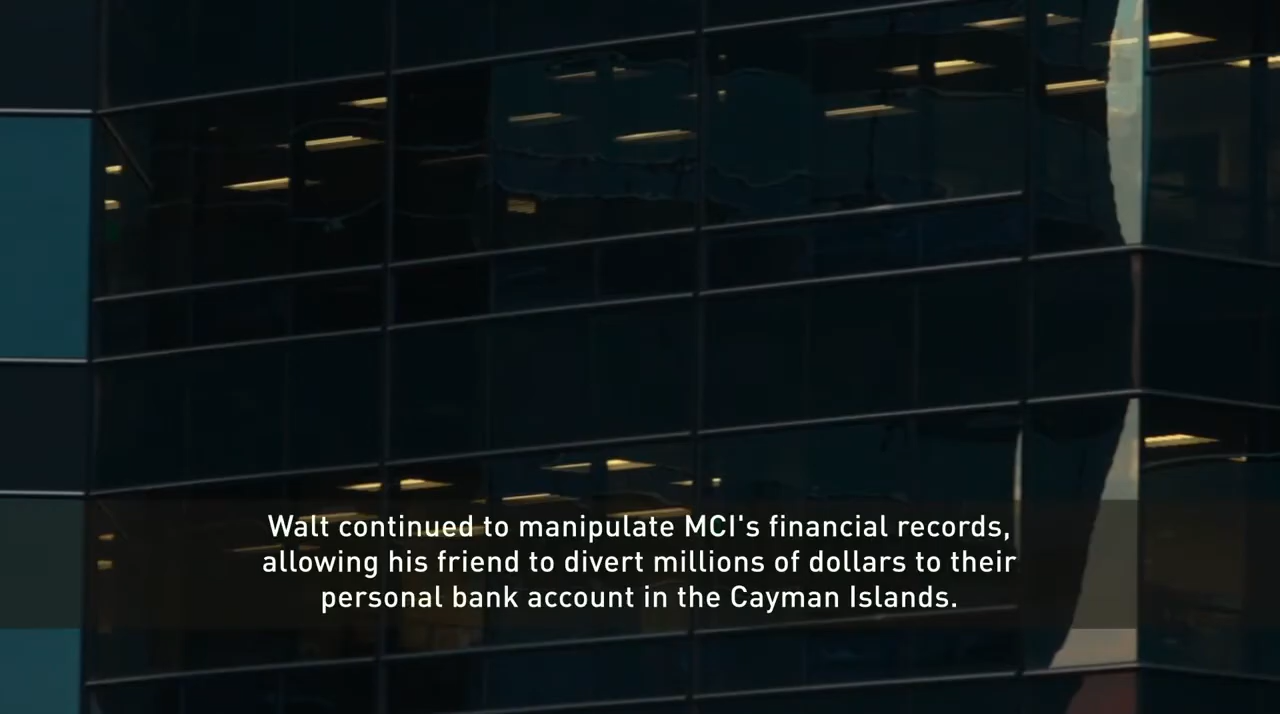 Walt continued to manipulate MCI's financial records,
allowing his friend to divert millions of dollars to their
personal bank account in the Cayman Islands.